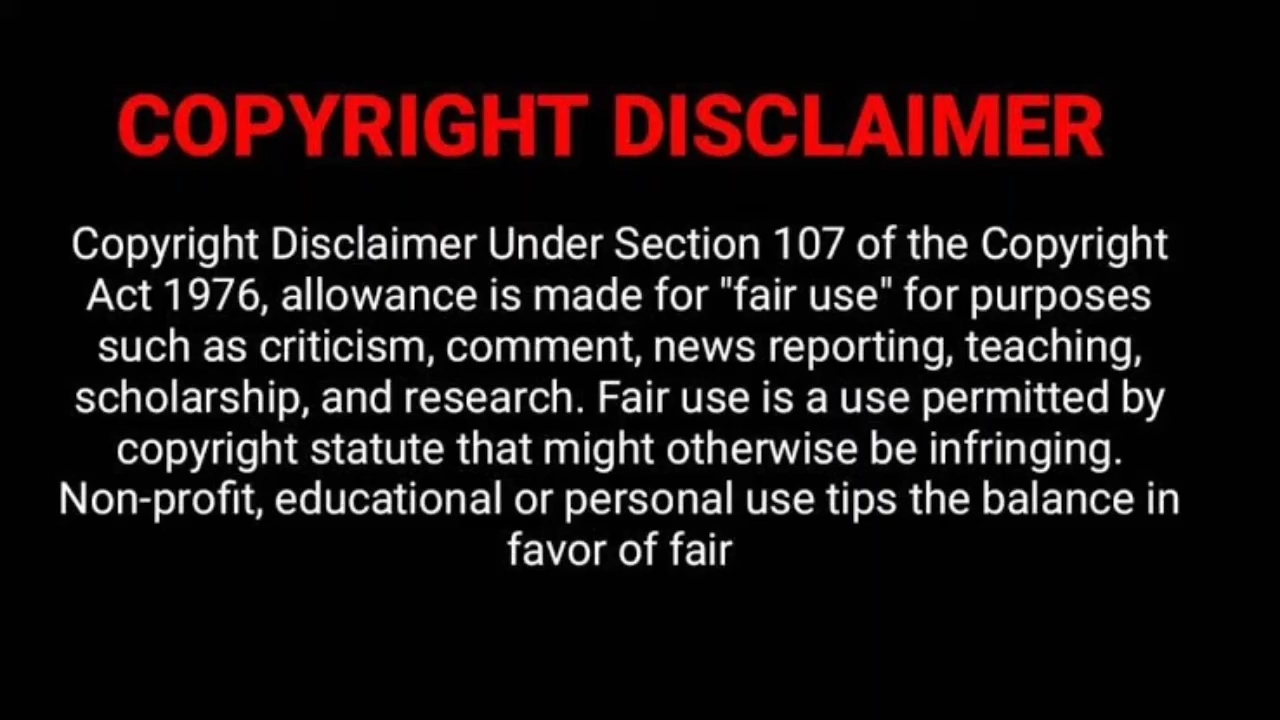 COPYRIGHT DISCLAIMER
Copyright Disclaimer Under Section 107 of the Copyright
Act 1976, allowance is made for "fair use" for purposes
such as criticism, comment, news reporting, teaching,
scholarship, and research. Fair use is a use permitted by
copyright statute that might otherwise be infringing.
Non-profit, educational or personal use tips the balance in
favor of fair